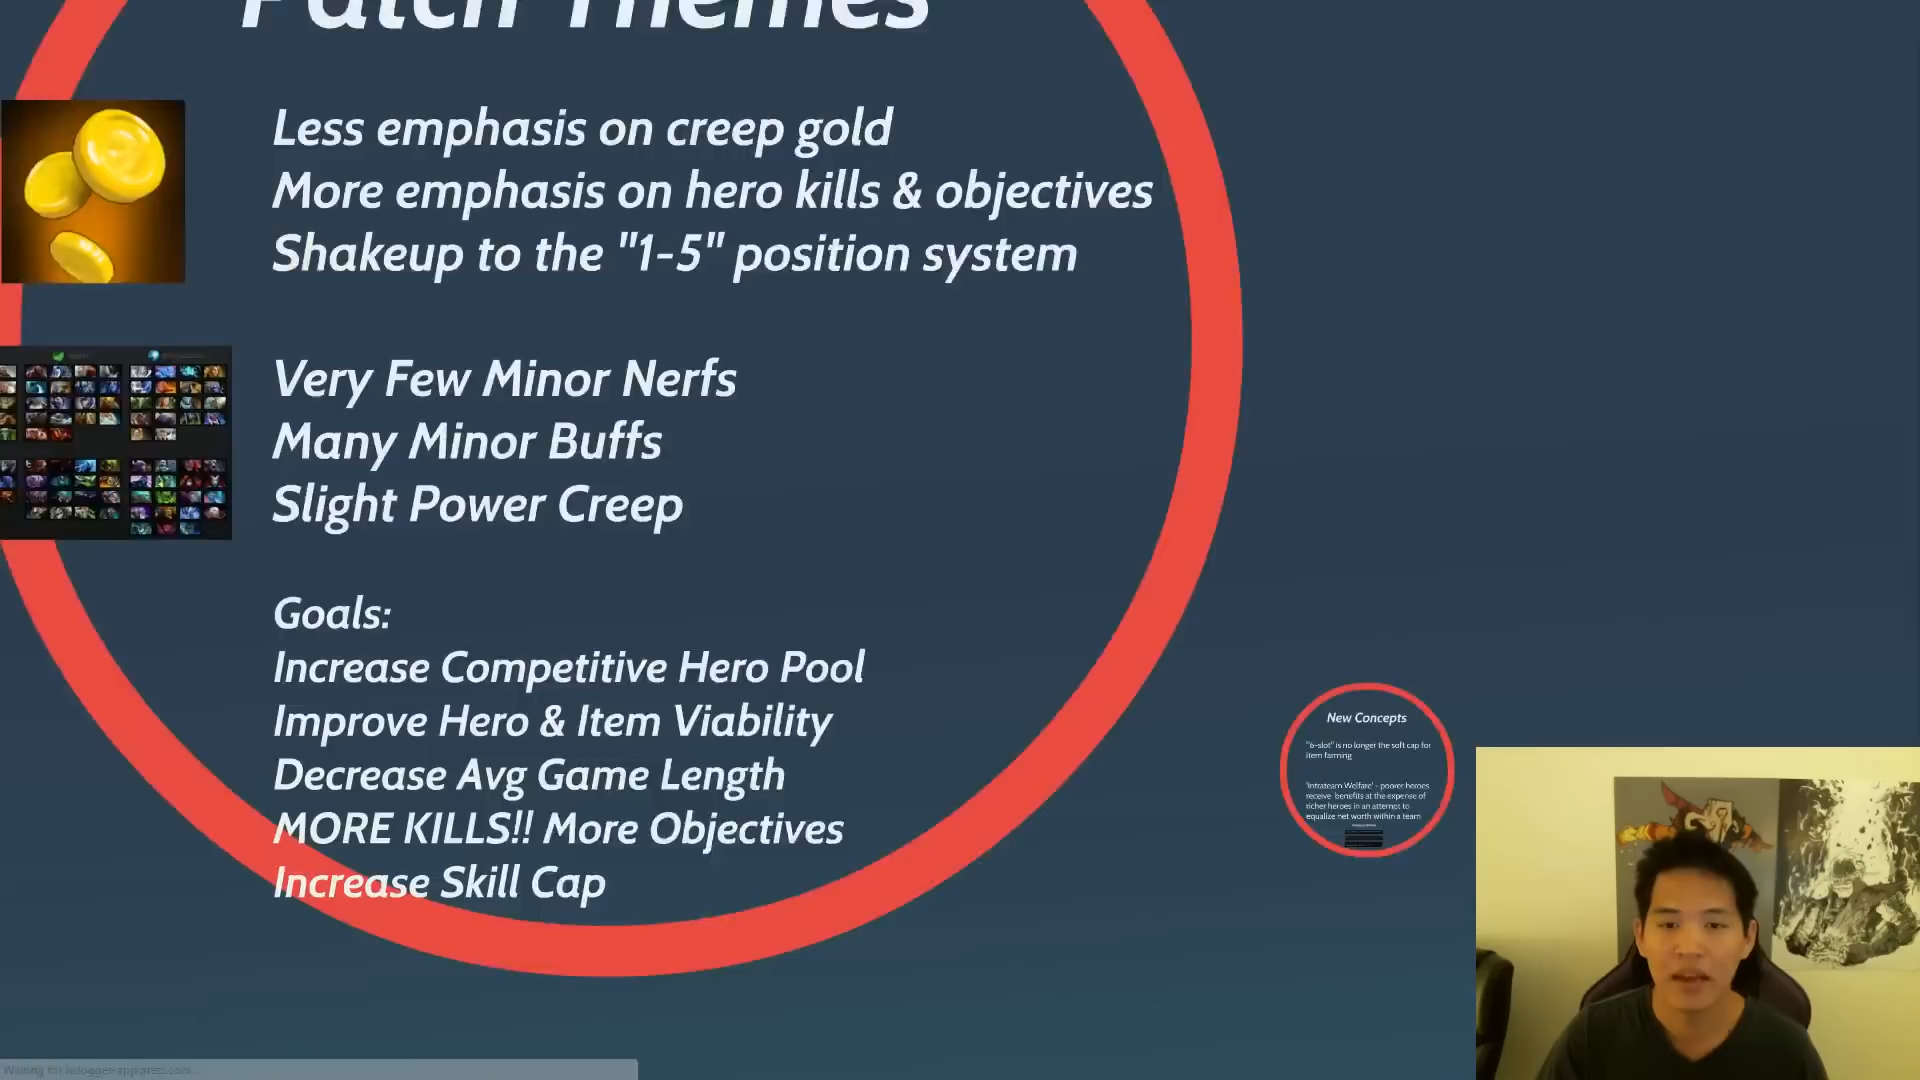 Patch Themes
Less emphasis on creep gold
More emphasis on hero kills & objectives
Shakeup to the "1-5" position system
Very Few Minor Nerfs
Many Minor Buffs
Slight Power Creep
Goals:
Increase Competitive Hero Pool
Improve Hero & Item Viability
Decrease Avg Game Length
MORE KILLS!! More Objectives
Increase Skill Cap
New Concepts
"6-slot" is no longer the soft cap for
item farming
'Intrateam Welfare' - poorer heroes
receive benefits at the expense of
richer heroes in an attempt to
equalize net worth within a team